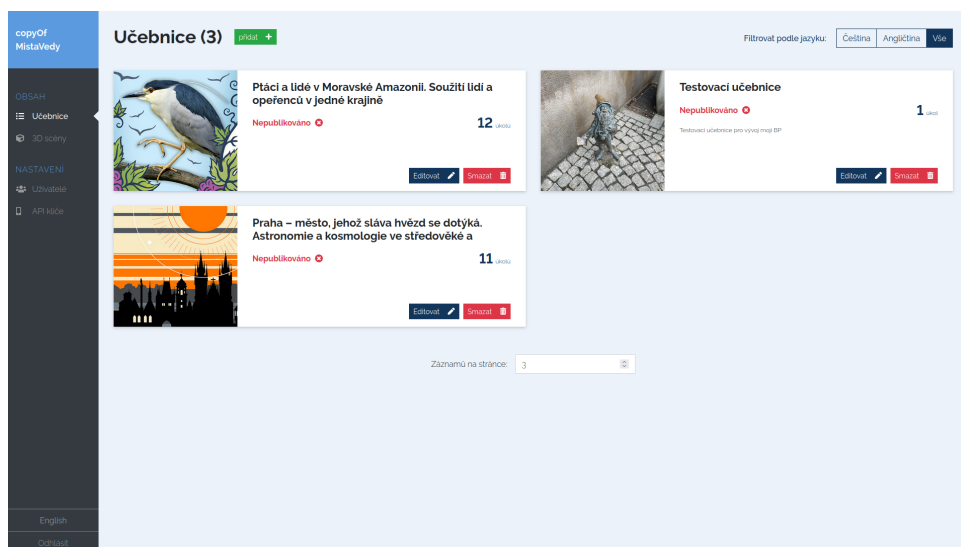 copyOf
MistaVedy
OBSAH
Učebnice
3D scény
NASTAVENÍ
Uživatelé
API klíče
English
Odhlásit
Učebnice (3)
přidat +
Filtrovat podle jazyku:
Čeština
Angličtina
Vše
Ptáci a lidé v Moravské Amazonii. Soužití lidí a
opeřenců v jedné krajině
Nepublikováno
12 úkolů
Editovat
Smazat
Testovací učebnice
Nepublikováno
1 úkol
Testovací učebnice pro vývoj mojí BP
Editovat
Smazat
Praha – město, jehož sláva hvězd se dotýká.
Astronomie a kosmologie ve středověké a
Nepublikováno
11 úkolů
Editovat
Smazat
Záznamů na stránce:
3